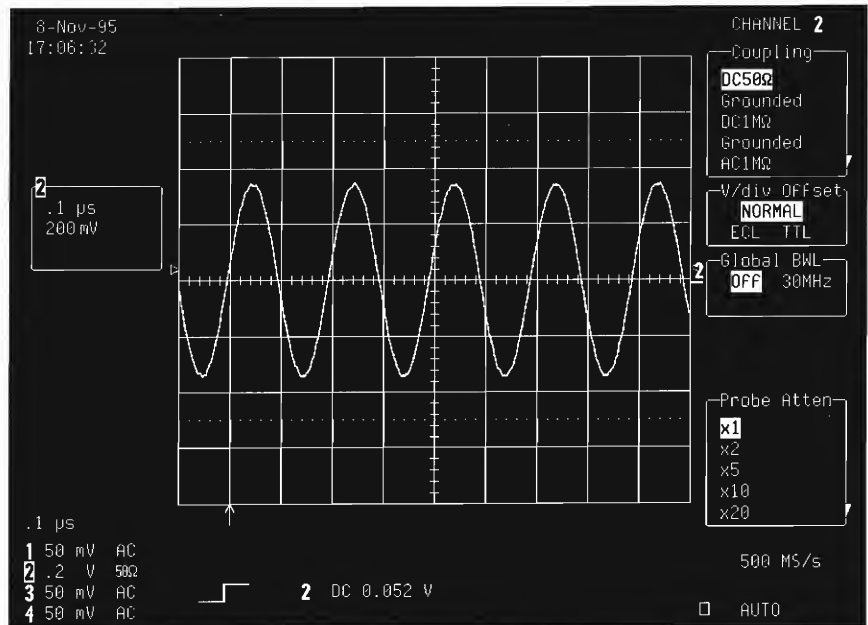 8-Nov-95
17:06:32
CHANNEL 2
Coupling
DC50Ω
Grounded
DC1MΩ
Grounded
AC1MΩ
2
.1 µs
200mV
V/div Offset
NORMAL
ECL TTL
2
Global BWL
Off 30MHz
Probe Atten
x1
x2
x5
x10
x20
.1 µs
1 50 mV AC
2 .2 V 50Ω
3 50 mV AC
4 50 mV AC
2 DC 0.052 V
500 MS/s
AUTO